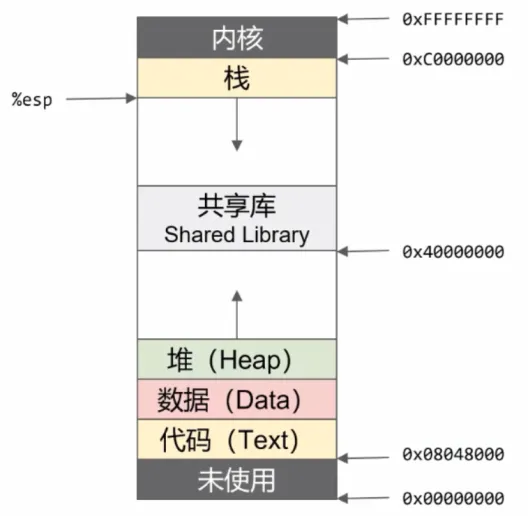 0xFFFFFFFF
内核
0xC0000000
栈
%esp
共享库
Shared Library
0x40000000
堆（Heap）
数据（Data）
代码（Text）
0x08048000
未使用
0x00000000